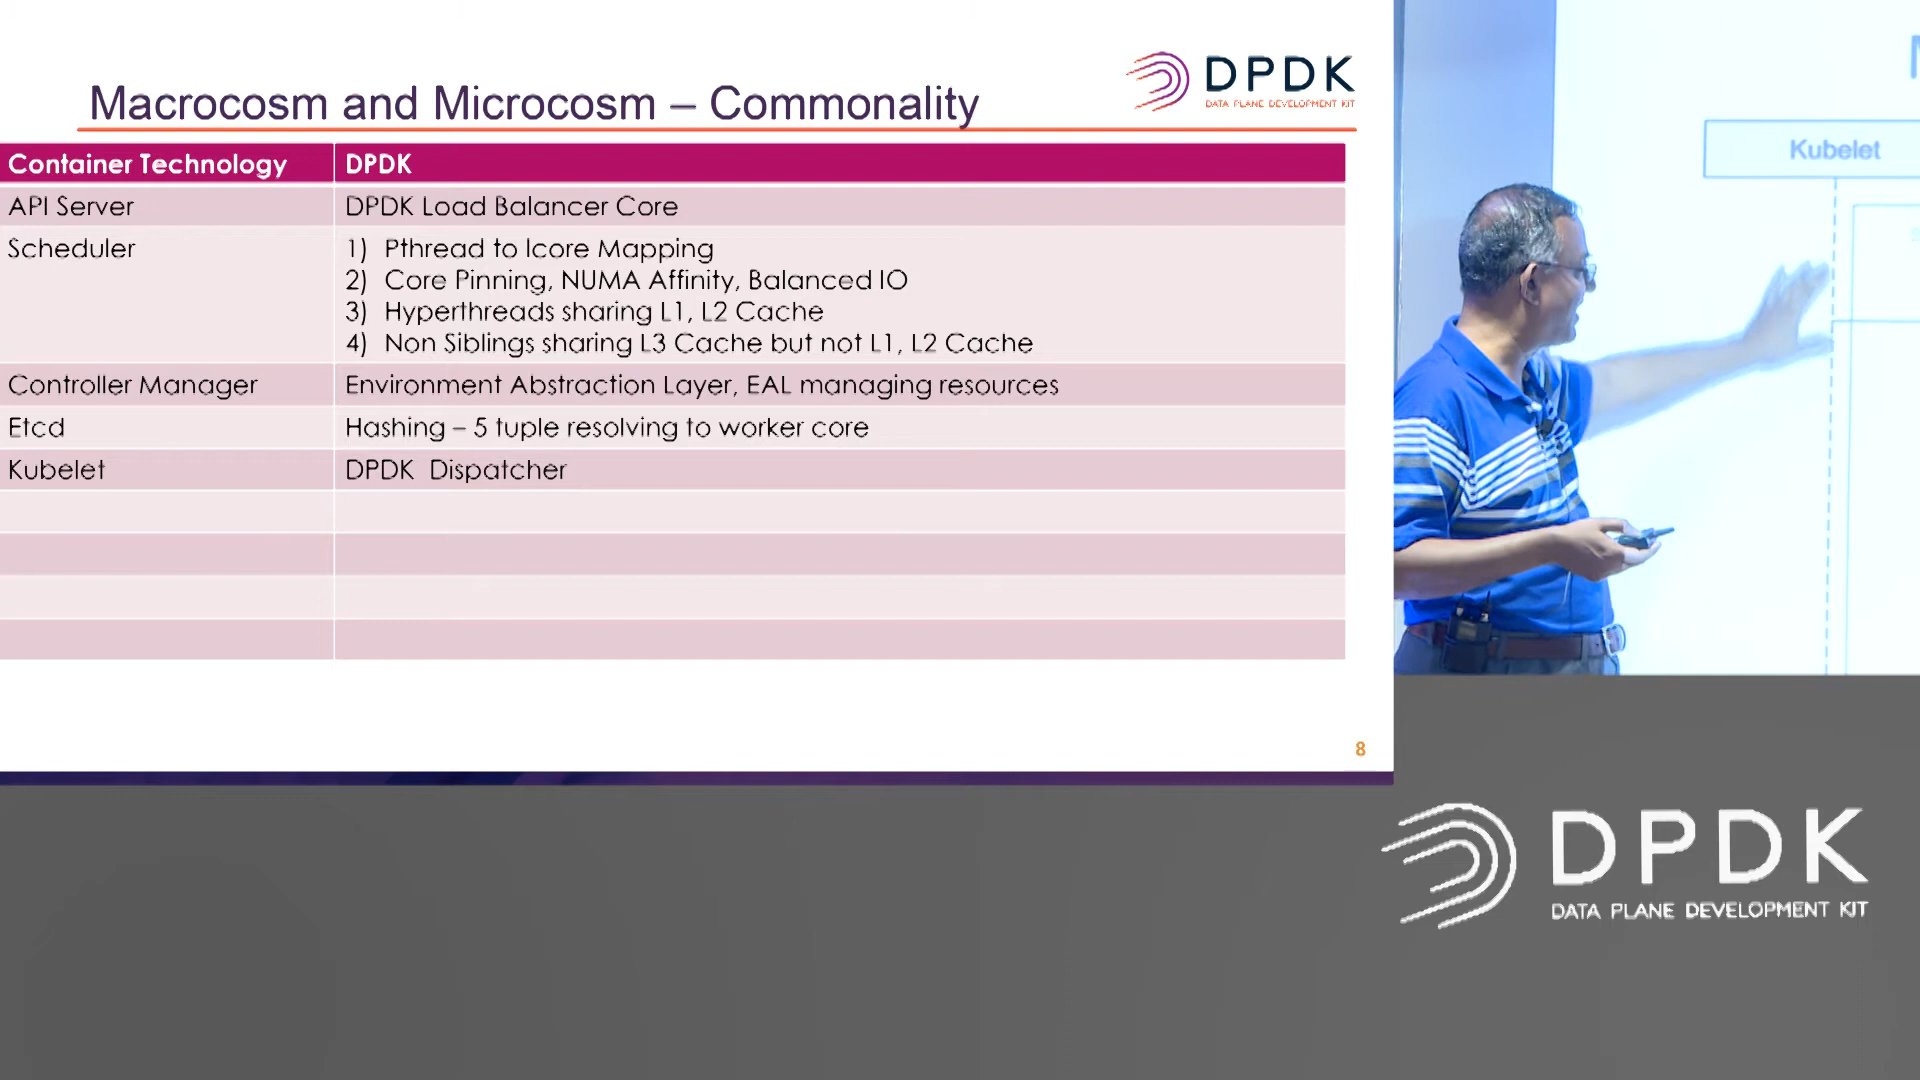 Macrocosm and Microcosm – Commonality
DPDK
DATA PLANE DEVELOPMENT KIT
Container Technology DPDK
API Server DPDK Load Balancer Core
Scheduler 1) Pthread to lcore Mapping
2) Core Pinning, NUMA Affinity, Balanced IO
3) Hyperthreads sharing L1, L2 Cache
4) Non Siblings sharing L3 Cache but not L1, L2 Cache
Controller Manager Environment Abstraction Layer, EAL managing resources
Etcd Hashing – 5 tuple resolving to worker core
Kubelet DPDK Dispatcher
8
Kubelet
DPDK
DATA PLANE DEVELOPMENT KIT